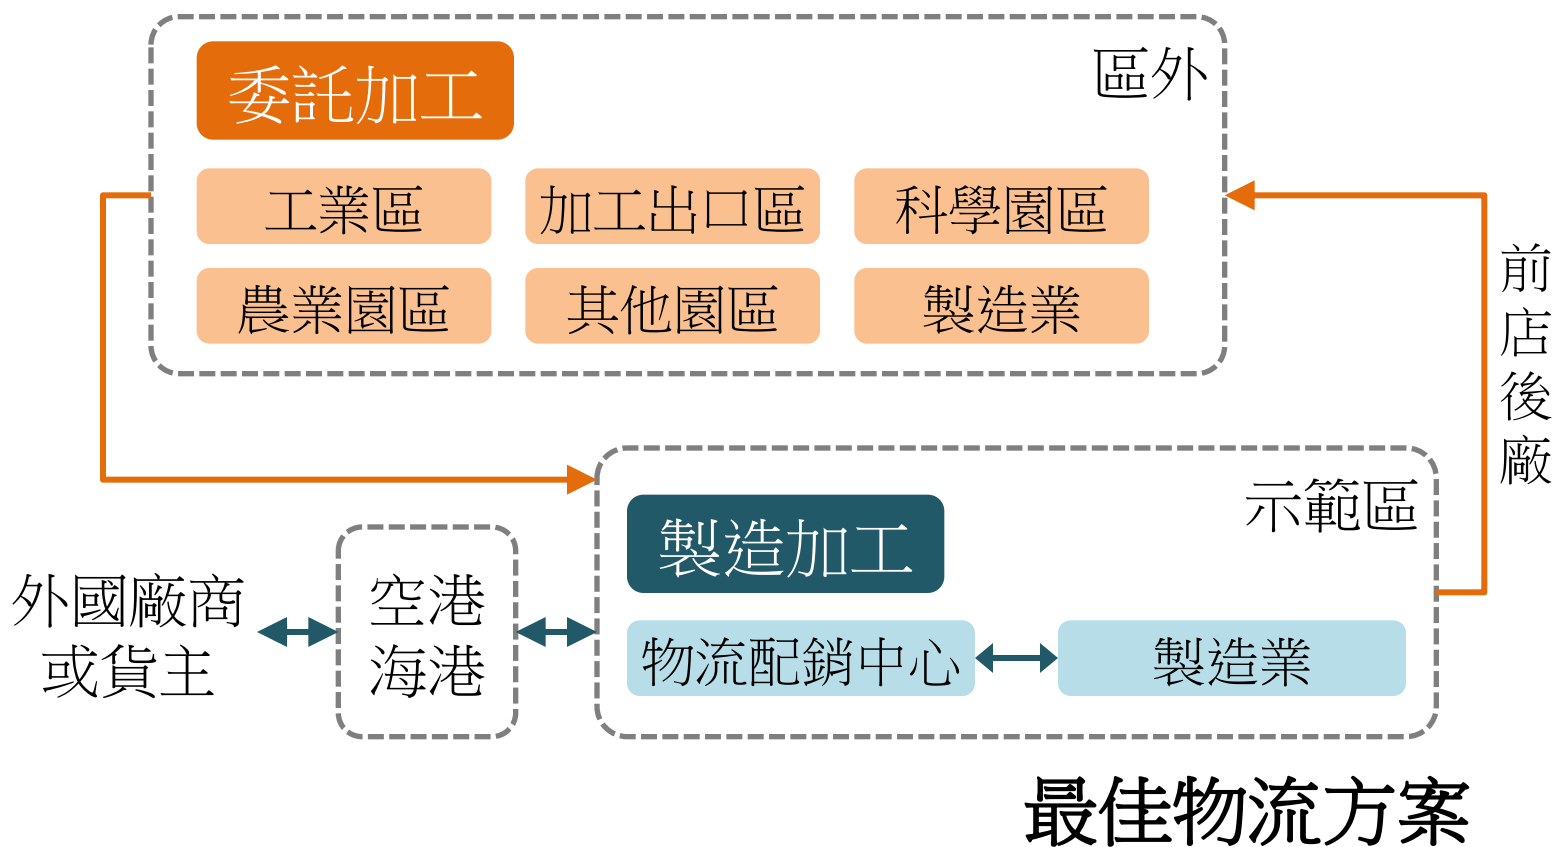 區外
委託加工
工業區
加工出口區
科學園區
農業園區
其他園區
製造業
前店後廠
示範區
製造加工
物流配銷中心
製造業
空港
海港
外國廠商
或貨主
最佳物流方案